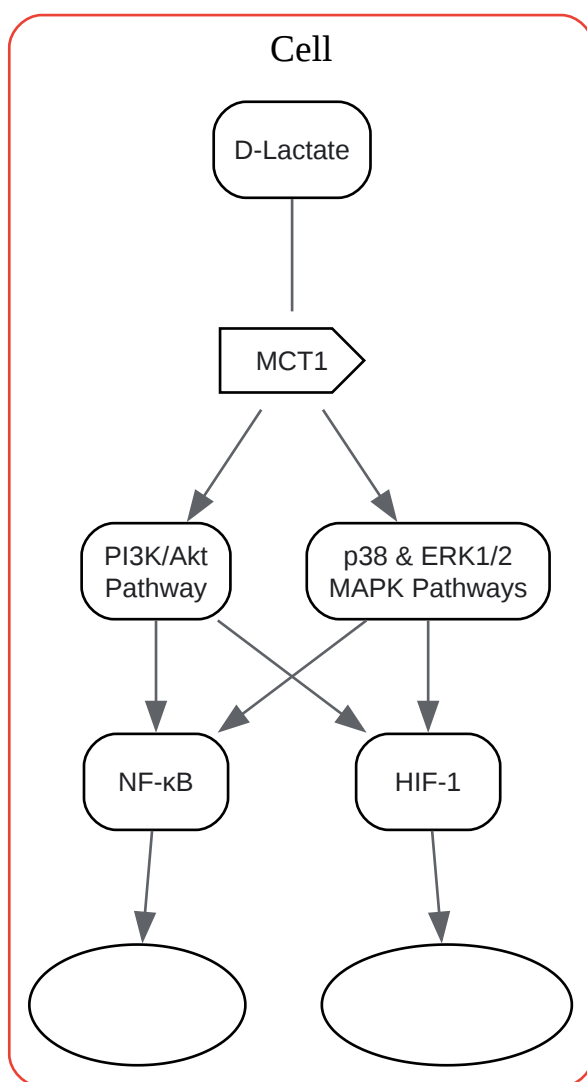 Cell
D-Lactate
MCT1
PI3K/Akt
Pathway
p38 & ERK1/2
MAPK Pathways
NF-κB
HIF-1